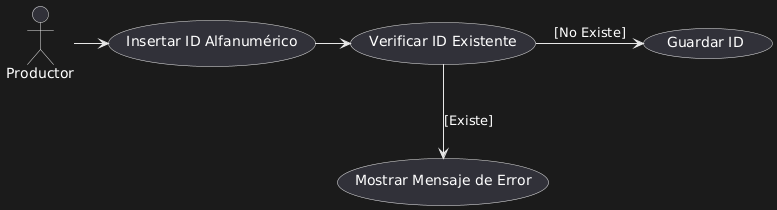 Productor
Insertar ID Alfanumérico
Verificar ID Existente
[No Existe]
Guardar ID
[Existe]
Mostrar Mensaje de Error